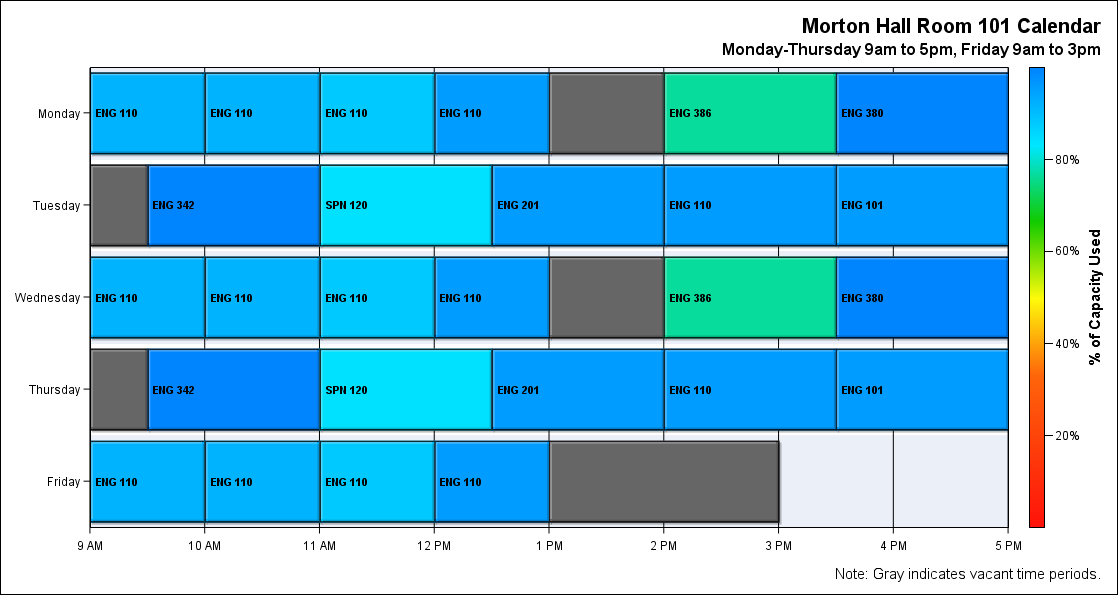 Morton Hall Room 101 Calendar
Monday-Thursday 9am to 5pm, Friday 9am to 3pm
Monday ENG 110 ENG 110 ENG 110 ENG 110 ENG 386 ENG 380
80%
Tuesday ENG 342 SPN 120 ENG 201 ENG 110 ENG 101
60%
Wednesday ENG 110 ENG 110 ENG 110 ENG 110 ENG 386 ENG 380
40%
Thursday ENG 342 SPN 120 ENG 201 ENG 110 ENG 101
20%
Friday ENG 110 ENG 110 ENG 110 ENG 110
% of Capacity Used
9 AM 10 AM 11 AM 12 PM 1 PM 2 PM 3 PM 4 PM 5 PM
Note: Gray indicates vacant time periods.